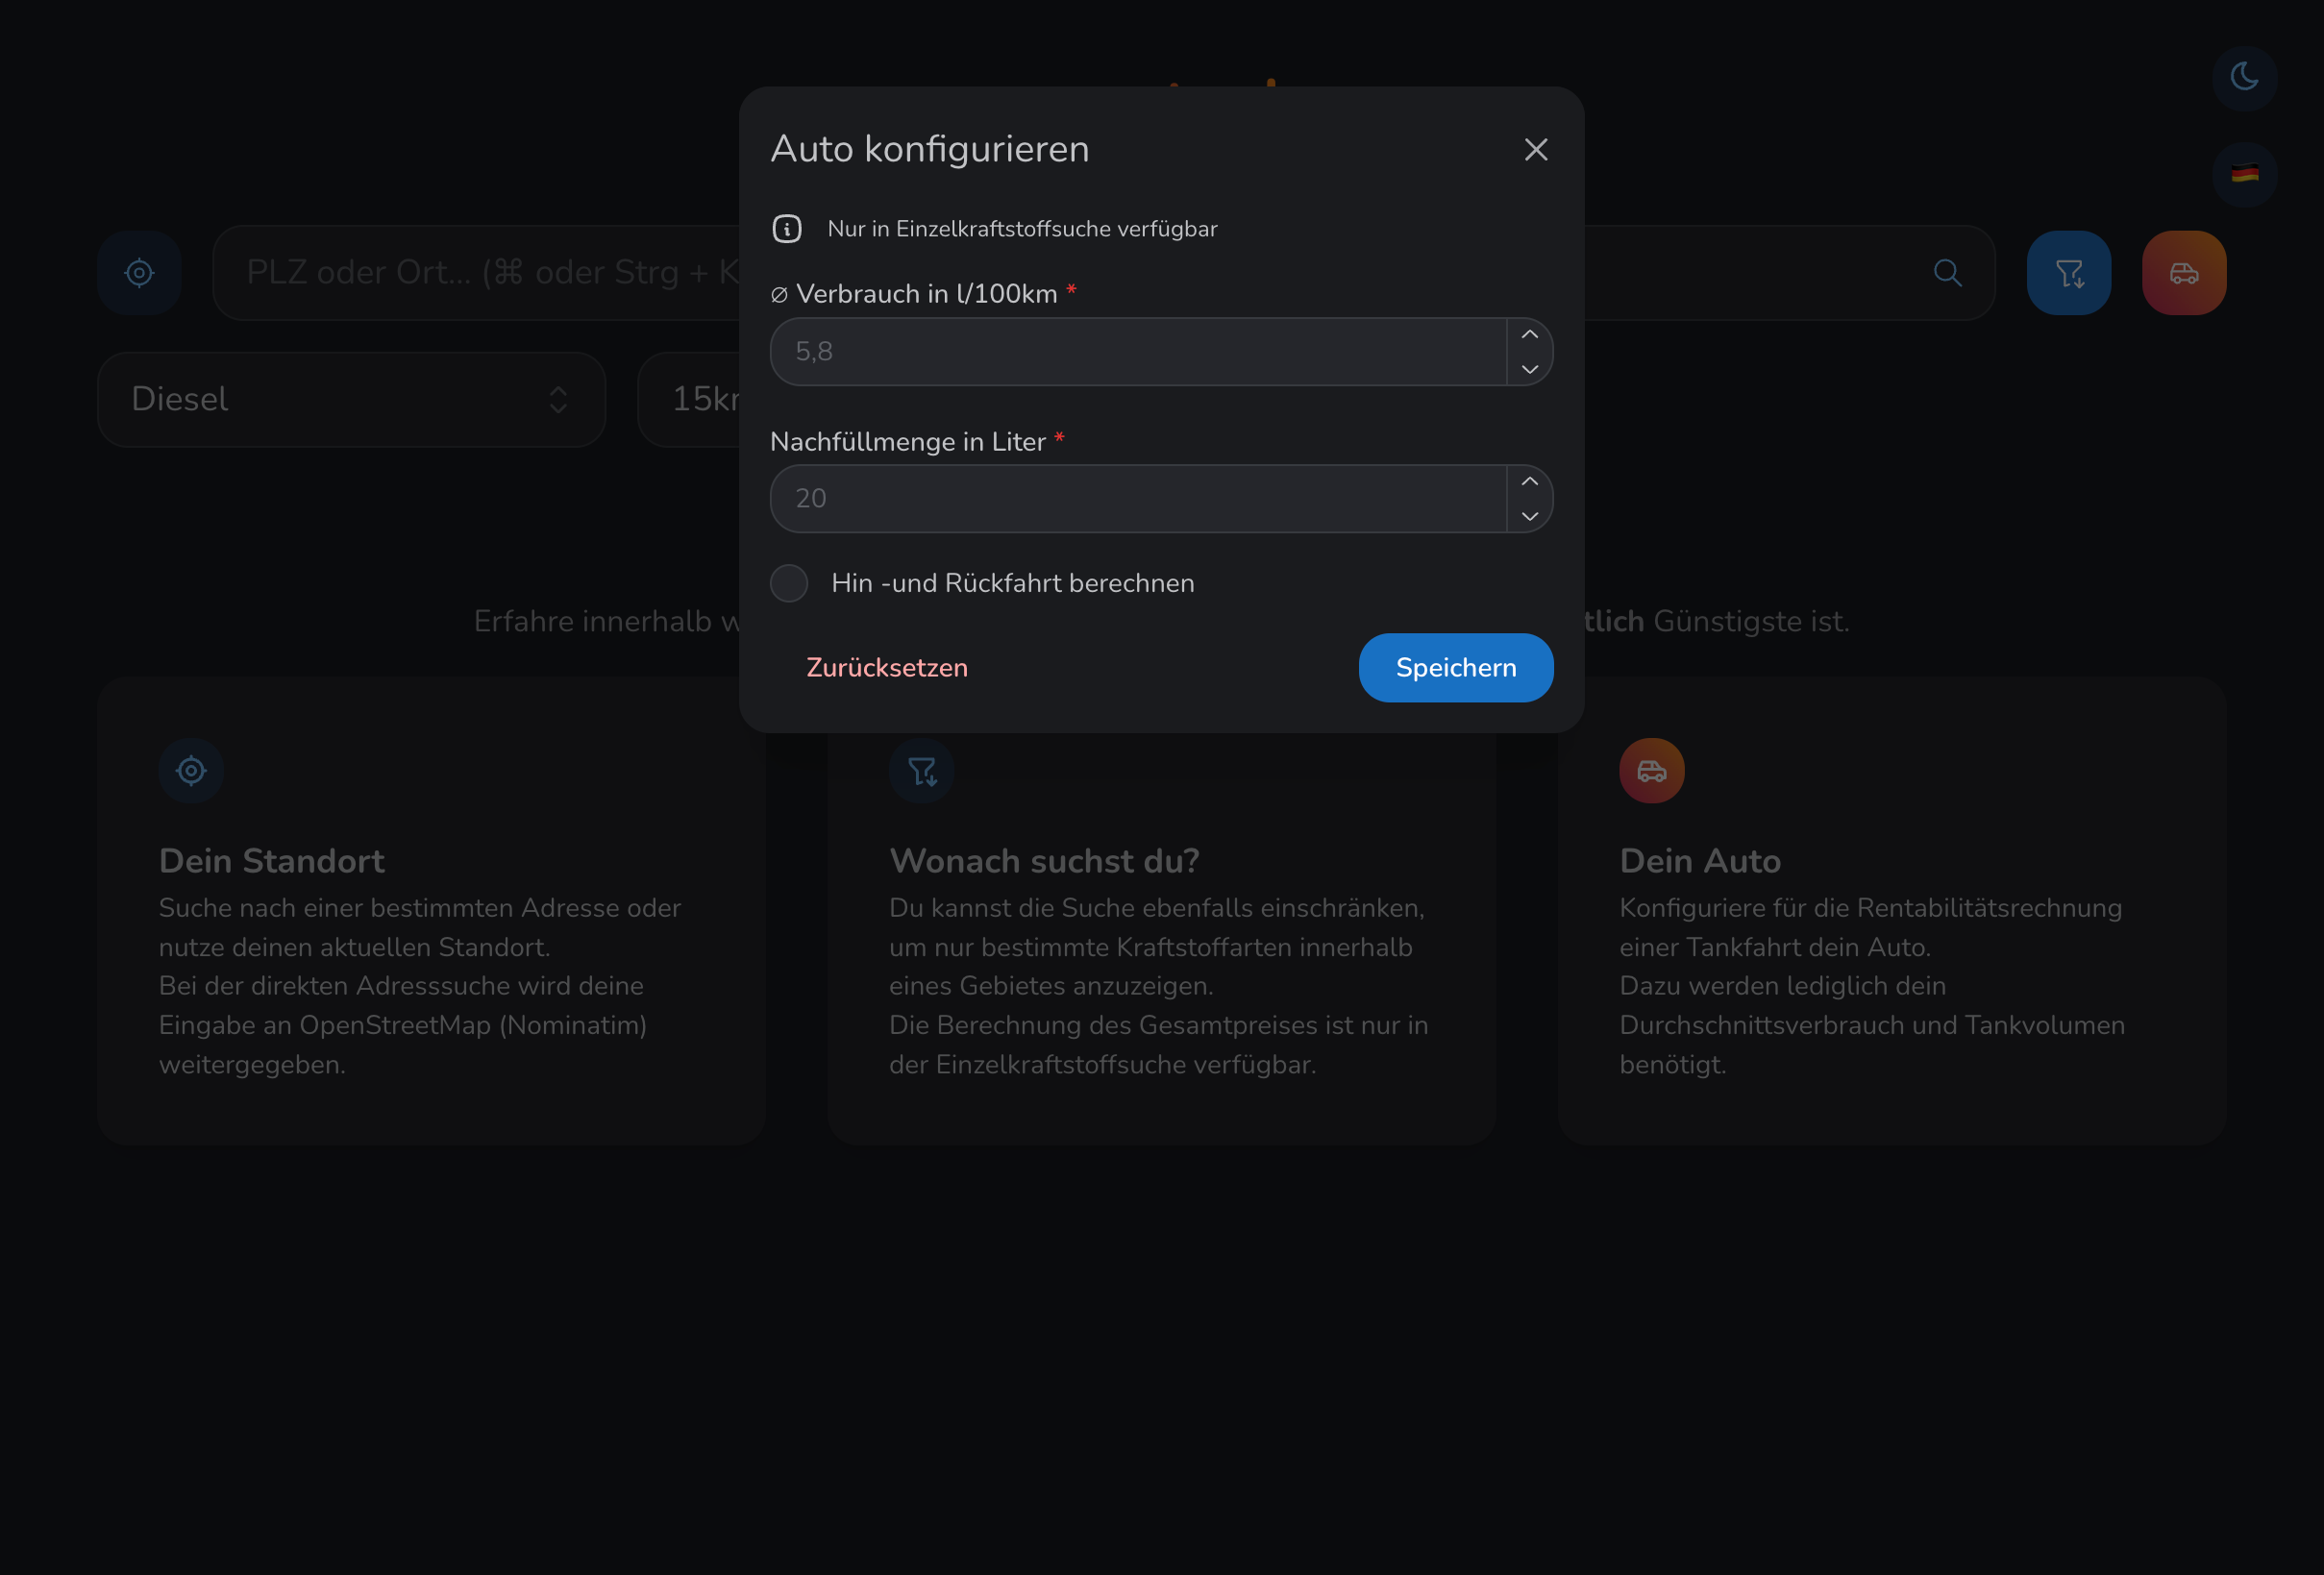 Auto konfigurieren
Nur in Einzelkraftstoffsuche verfügbar
⌀ Verbrauch in l/100km *
5,8
Nachfüllmenge in Liter *
20
Hin -und Rückfahrt berechnen
Zurücksetzen
Speichern
PLZ oder Ort... (⌘ oder Strg + K
Diesel
Erfahre innerhalb
Günstigste ist.
Dein Standort
Suche nach einer bestimmten Adresse oder
nutze deinen aktuellen Standort.
Bei der direkten Adresssuche wird deine
Eingabe an OpenStreetMap (Nominatim)
weitergegeben.
Wonach suchst du?
Du kannst die Suche ebenfalls einschränken,
um nur bestimmte Kraftstoffarten innerhalb
eines Gebietes anzuzeigen.
Die Berechnung des Gesamtpreises ist nur in
der Einzelkraftstoffsuche verfügbar.
Dein Auto
Konfiguriere für die Rentabilitätsrechnung
einer Tankfahrt dein Auto.
Dazu werden lediglich dein
Durchschnittsverbrauch und Tankvolumen
benötigt.